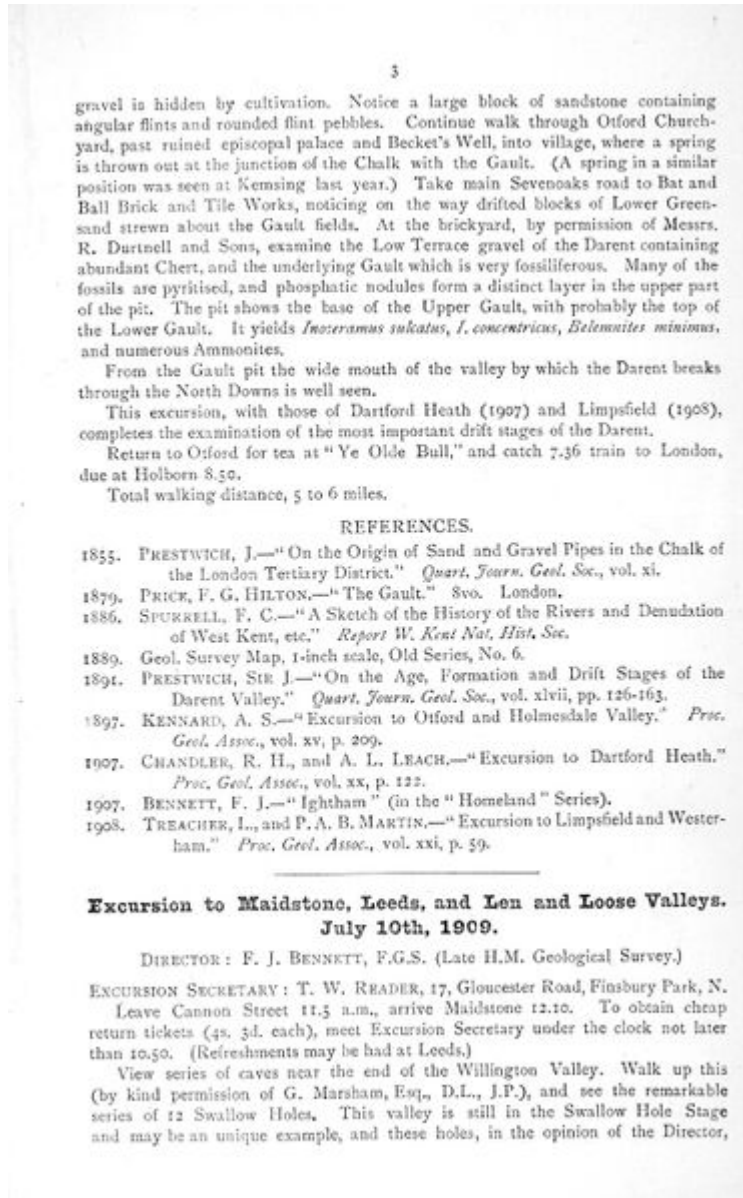 3
gravel is hidden by cultivation. Notice a large block of sandstone containing
angular flints and rounded flint pebbles. Continue walk through Otford Church-
yard, past ruined episcopal palace and Becket's Well, into village, where a spring
is thrown out at the junction of the Chalk with the Gault. (A spring in a similar
position was seen at Kemsing last year.) Take main Sevenoaks road to Bat and
Ball Brick and Tile Works, noticing on the way drifted blocks of Lower Green-
sand strewn about the Gault fields. At the brickyard, by permission of Messrs.
R. Durtnell and Sons, examine the Low Terrace gravel of the Darent containing
abundant Chert, and the underlying Gault which is very fossiliferous. Many of the
fossils are pyritised, and phosphatic nodules form a distinct layer in the upper part
of the pit. The pit shows the base of the Upper Gault, with probably the top of
the Lower Gault. It yields Inoceramus sulcatus, I. concentricus, Belemnites minimus,
and numerous Ammonites.
From the Gault pit the wide mouth of the valley by which the Darent breaks
through the North Downs is well seen.
This excursion, with those of Dartford Heath (1907) and Limpsfield (1908),
completes the examination of the most important drift stages of the Darent.
Return to Otford for tea at "Ye Olde Bull," and catch 7.36 train to London,
due at Holborn 8.50.
Total walking distance, 5 to 6 miles.
REFERENCES.
1855. PRESTWICH, J.—"On the Origin of Sand and Gravel Pipes in the Chalk of
the London Tertiary District." Quart. Journ. Geol. Soc., vol. xi.
1879. PRICE, F. G. HILTON.—"The Gault." 8vo. London.
1886. SPURRELL, F. C.—"A Sketch of the History of the Rivers and Denudation
of West Kent, etc." Report W. Kent Nat. Hist. Soc.
1889. Geol. Survey Map, 1-inch scale, Old Series, No. 6.
1891. PRESTWICH, SIR J.—"On the Age, Formation and Drift Stages of the
Darent Valley." Quart. Journ. Geol. Soc., vol. xlvii, pp. 126-163.
1897. KENNARD, A. S.—"Excursion to Otford and Holmesdale Valley." Proc.
Geol. Assoc., vol. xv, p. 209.
1907. CHANDLER, R. H., and A. L. LEACH.—"Excursion to Dartford Heath."
Proc. Geol. Assoc., vol. xx, p. 122.
1907. BENNETT, F. J.—"Ightham" (in the "Homeland" Series).
1908. TREACHER, L., and P. A. B. MARTIN.—"Excursion to Limpsfield and Wester-
ham." Proc. Geol. Assoc., vol. xxi, p. 59.
Excursion to Maidstone, Leeds, and Len and Loose Valleys.
July 10th, 1909.
DIRECTOR: F. J. BENNETT, F.G.S. (Late H.M. Geological Survey.)
EXCURSION SECRETARY: T. W. READER, 17, Gloucester Road, Finsbury Park, N.
Leave Cannon Street 11.5 a.m., arrive Maidstone 12.10. To obtain cheap
return tickets (4s. 3d. each), meet Excursion Secretary under the clock not later
than 10.50. (Refreshments may be had at Leeds.)
View series of caves near the end of the Willington Valley. Walk up this
(by kind permission of G. Marsham, Esq., D.L., J.P.), and see the remarkable
series of 12 Swallow Holes. This valley is still in the Swallow Hole Stage
and may be an unique example, and these holes, in the opinion of the Director,